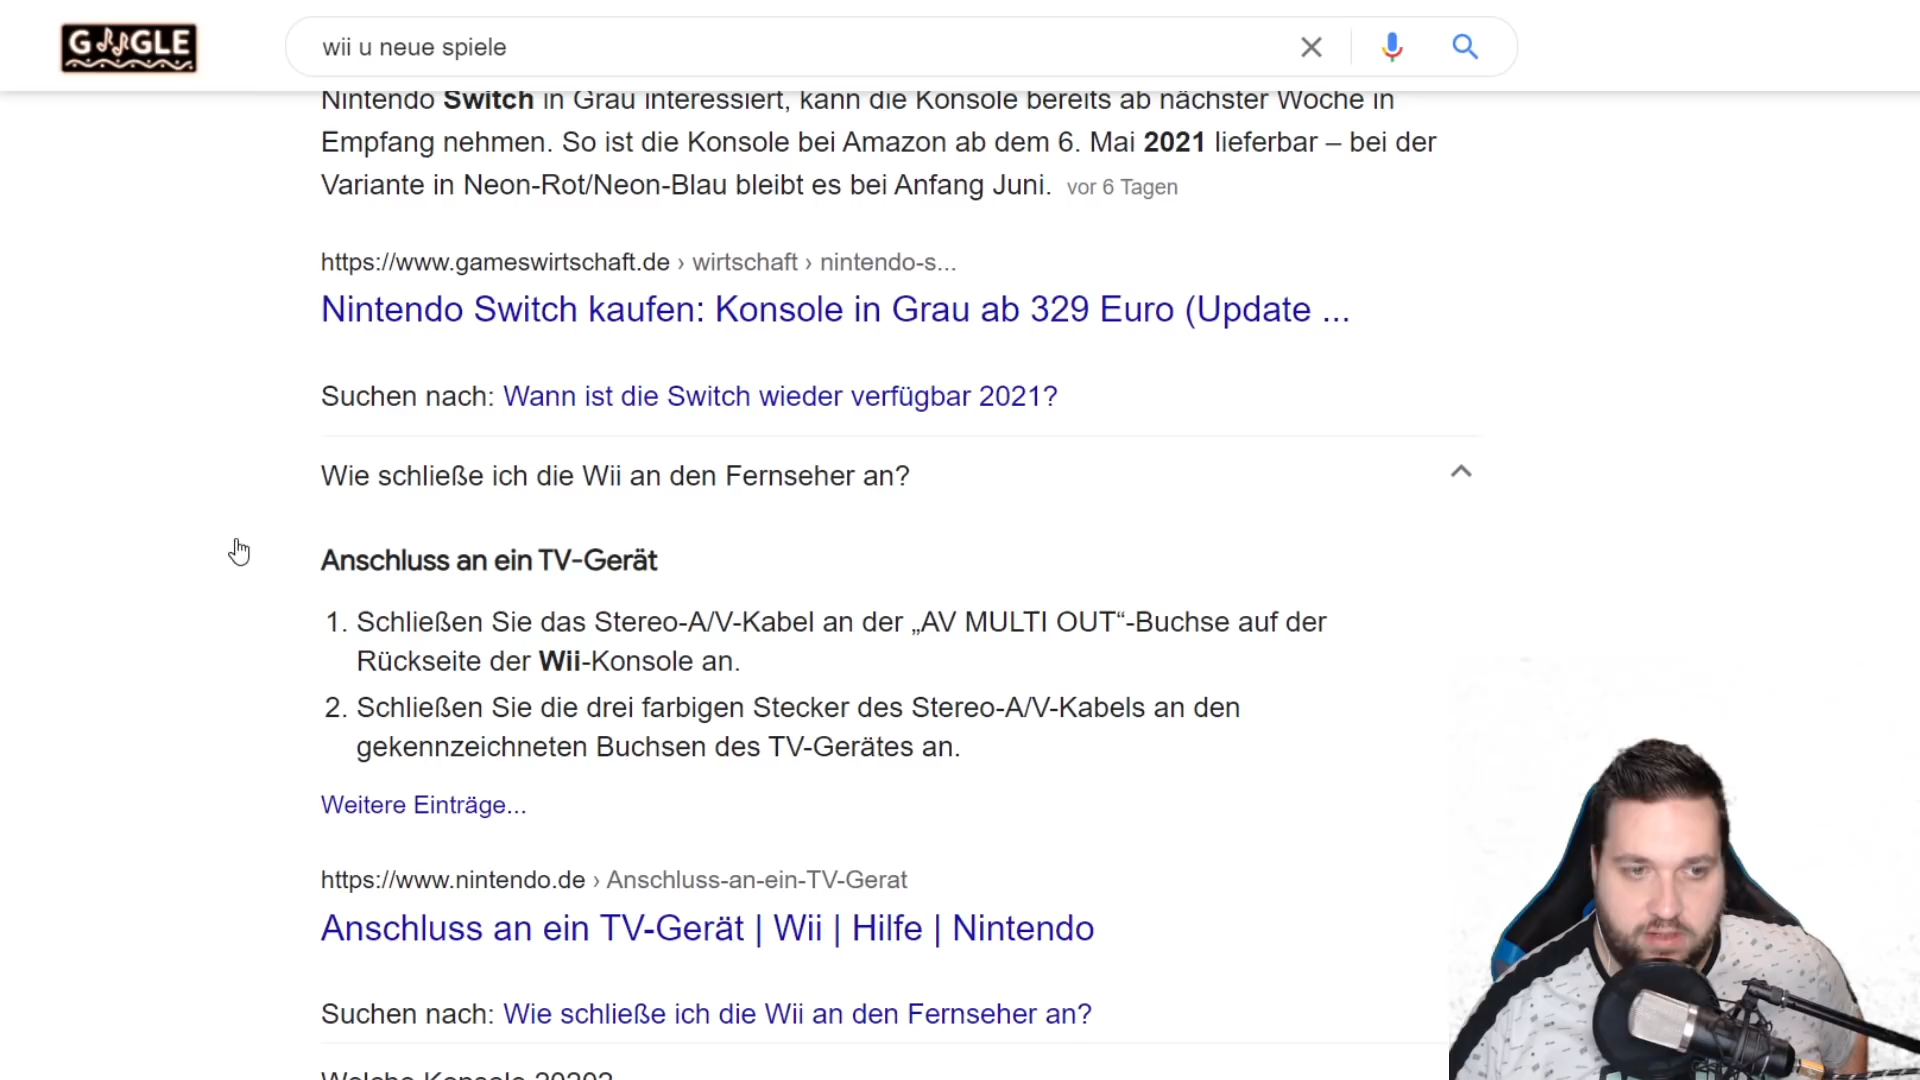 GOOGLE
wii u neue spiele
Nintendo Switch in Grau interessiert, kann die Konsole bereits ab nächster Woche in
Empfang nehmen. So ist die Konsole bei Amazon ab dem 6. Mai 2021 lieferbar – bei der
Variante in Neon-Rot/Neon-Blau bleibt es bei Anfang Juni. vor 6 Tagen
https://www.gameswirtschaft.de › wirtschaft › nintendo-s...
Nintendo Switch kaufen: Konsole in Grau ab 329 Euro (Update ...
Suchen nach: Wann ist die Switch wieder verfügbar 2021?
Wie schließe ich die Wii an den Fernseher an?
Anschluss an ein TV-Gerät
1. Schließen Sie das Stereo-A/V-Kabel an der „AV MULTI OUT“-Buchse auf der
Rückseite der Wii-Konsole an.
2. Schließen Sie die drei farbigen Stecker des Stereo-A/V-Kabels an den
gekennzeichneten Buchsen des TV-Gerätes an.
Weitere Einträge...
https://www.nintendo.de › Anschluss-an-ein-TV-Gerat
Anschluss an ein TV-Gerät | Wii | Hilfe | Nintendo
Suchen nach: Wie schließe ich die Wii an den Fernseher an?
Welche Konsole 2020?